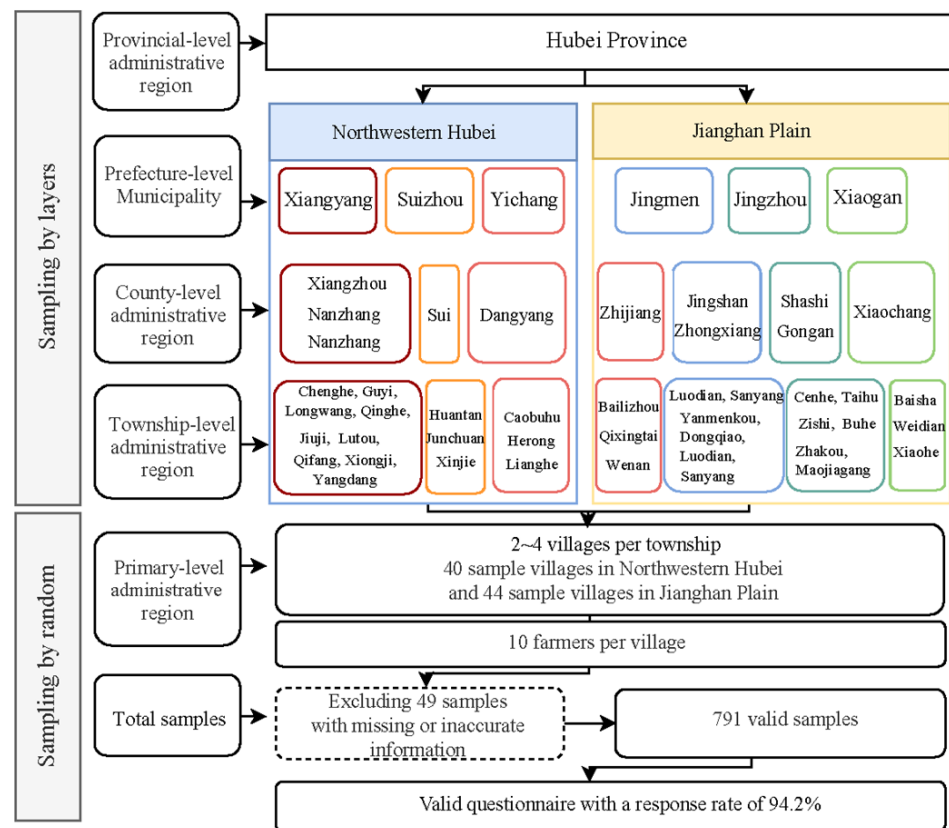 Sampling by layers
Provincial-level
administrative
region
Hubei Province
Northwestern Hubei
Jianghan Plain
Prefecture-level
Municipality
Xiangyang
Suizhou
Yichang
Jingmen
Jingzhou
Xiaogan
County-level
administrative
region
Xiangzhou
Nanzhang
Nanzhang
Sui
Dangyang
Zhijiang
Jingshan
Zhongxiang
Shashi
Gongan
Xiaochang
Township-level
administrative
region
Chenghe, Guyi,
Longwang, Qinghe,
Jiuji, Lutou,
Qifang, Xiongji,
Yangdang
Huantan
Junchuan
Xinjie
Caobuhu
Herong
Lianghe
Bailizhou
Qixingtai
Wenan
Luodian, Sanyang
Yanmenkou,
Dongqiao,
Luodian,
Sanyang
Cenhe, Taihu
Zishi, Buhe
Zhakou,
Maojiagang
Baisha
Weidian
Xiaohe
Sampling by random
Primary-level
administrative
region
2~4 villages per township
40 sample villages in Northwestern Hubei
and 44 sample villages in Jianghan Plain
10 farmers per village
Total samples
Excluding 49 samples
with missing or inaccurate
information
791 valid samples
Valid questionnaire with a response rate of 94.2%